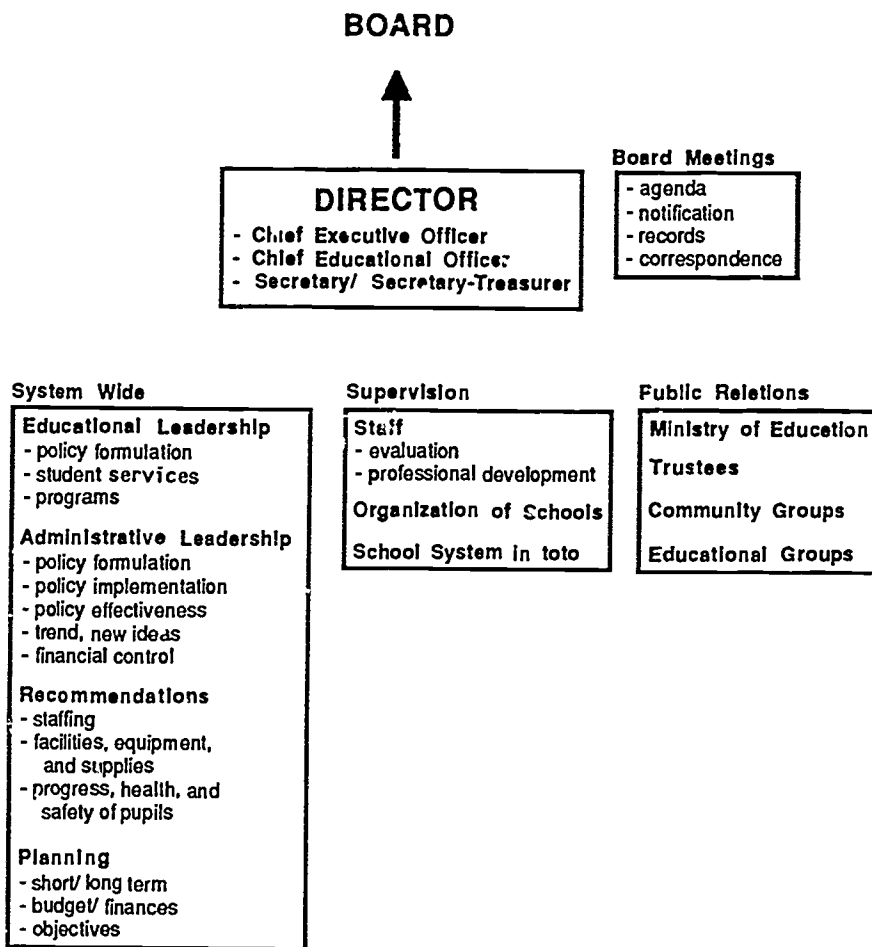 BOARD
DIRECTOR
- Chief Executive Officer
- Chief Educational Officer
- Secretary/ Secretary-Treasurer
Board Meetings
- agenda
- notification
- records
- correspondence
System Wide
Educational Leadership
- policy formulation
- student services
- programs
Administrative Leadership
- policy formulation
- policy implementation
- policy effectiveness
- trend, new ideas
- financial control
Recommendations
- staffing
- facilities, equipment,
and supplies
- progress, health, and
safety of pupils
Planning
- short/ long term
- budget/ finances
- objectives
Supervision
Staff
- evaluation
- professional development
Organization of Schools
School System in toto
Public Relations
Ministry of Education
Trustees
Community Groups
Educational Groups